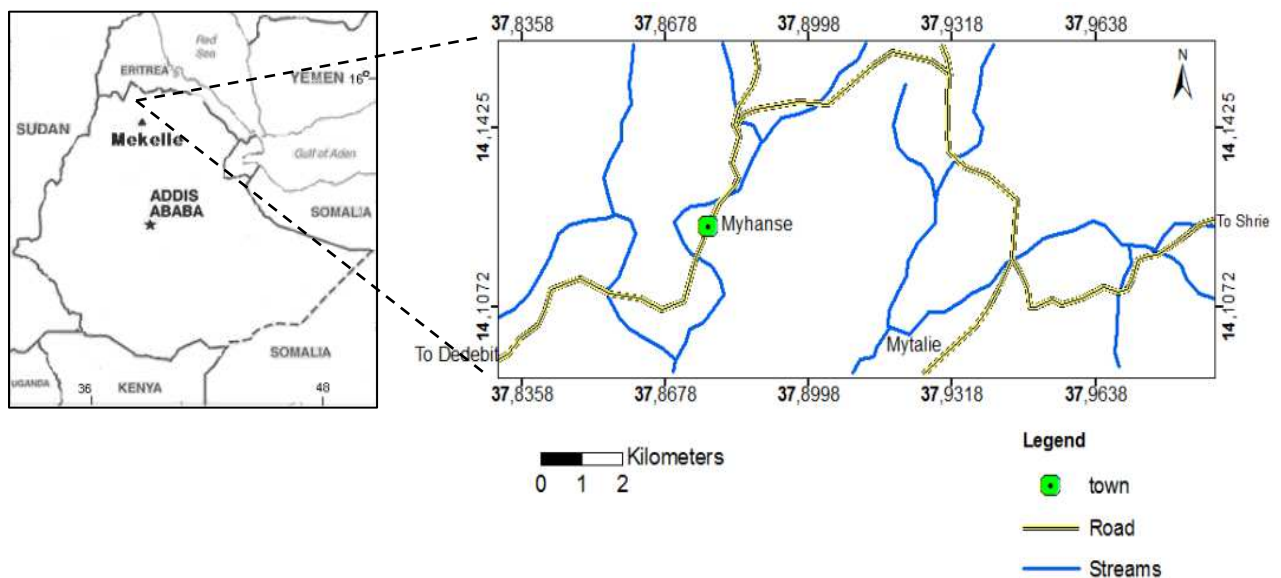 Red
Sea
ERITREA
YEMEN
16°
SUDAN
Mekelle
Gulf of Aden
ADDIS
ABABA
SOMALIA
SOMALIA
UGANDA
KENYA
36
48
37,8358 37,8678 37,8998 37,9318 37,9638
N
14,1425
14,1425
Myhanse
To Shrie
14,1072
14,1072
To Dedebit
Mytalie
37,8358 37,8678 37,8998 37,9318 37,9638
Kilometers
0 1 2
Legend
town
Road
Streams